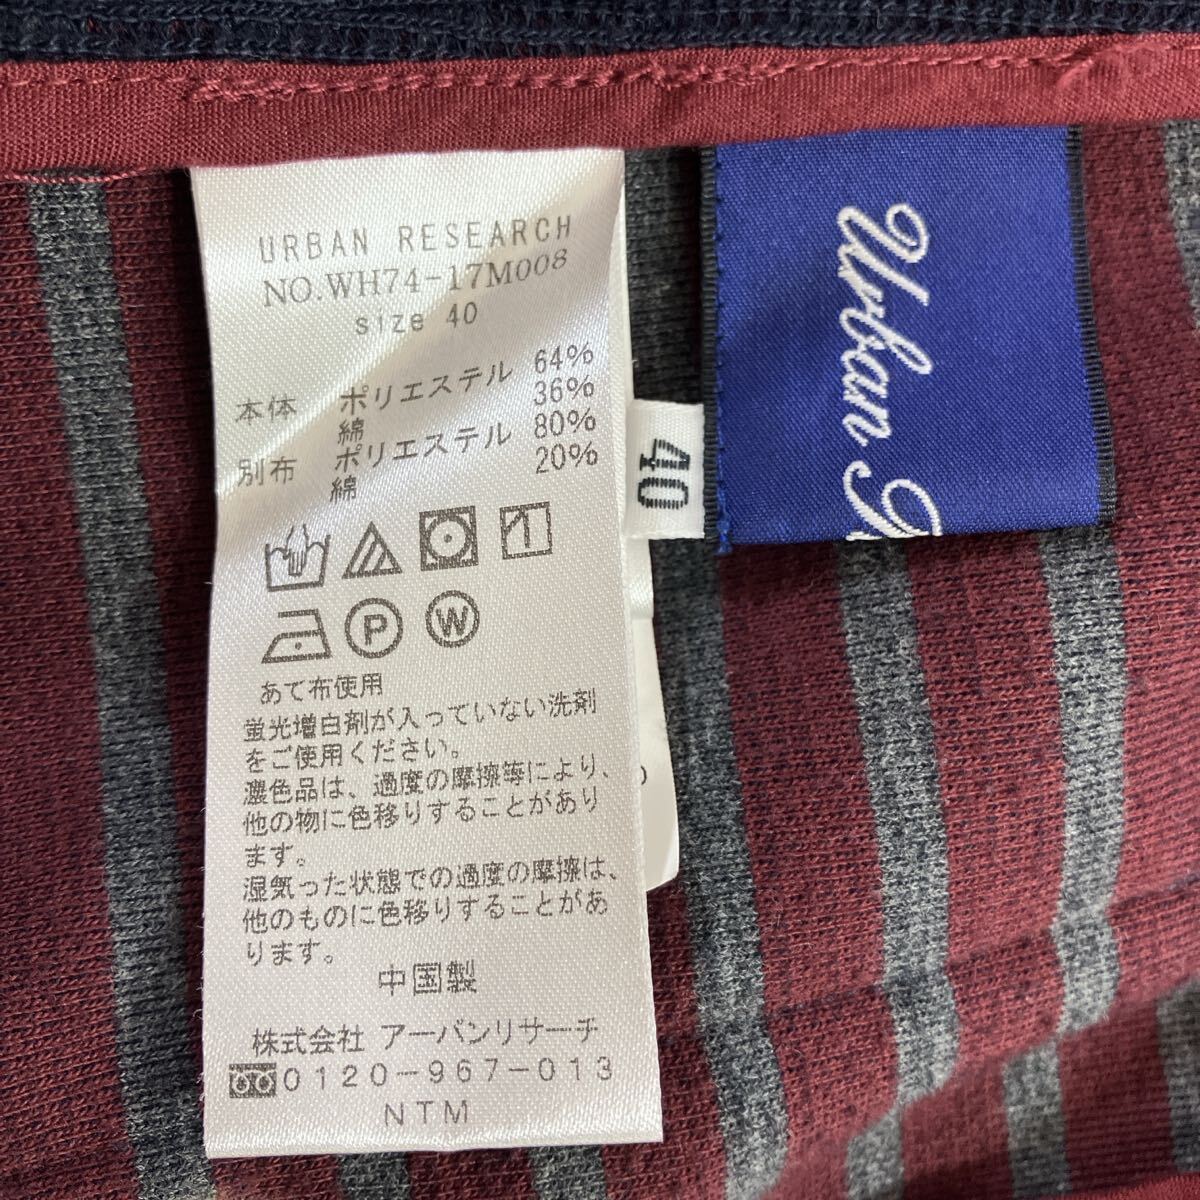 URBAN RESEARCH
NO.WH74-17M008
size 40
本体 ポリエステル 64%
綿 36%
別布 ポリエステル 80%
綿 20%
P W
あて布使用
蛍光増白剤が入っていない洗剤
をご使用ください。
濃色品は、過度の摩擦等により、
他の物に色移りすることがあり
ます。
湿気った状態での過度の摩擦は、
他のものに色移りすることがあ
ります。
中国製
株式会社 アーバンリサーチ
0120-967-013
NTM
40
Urban